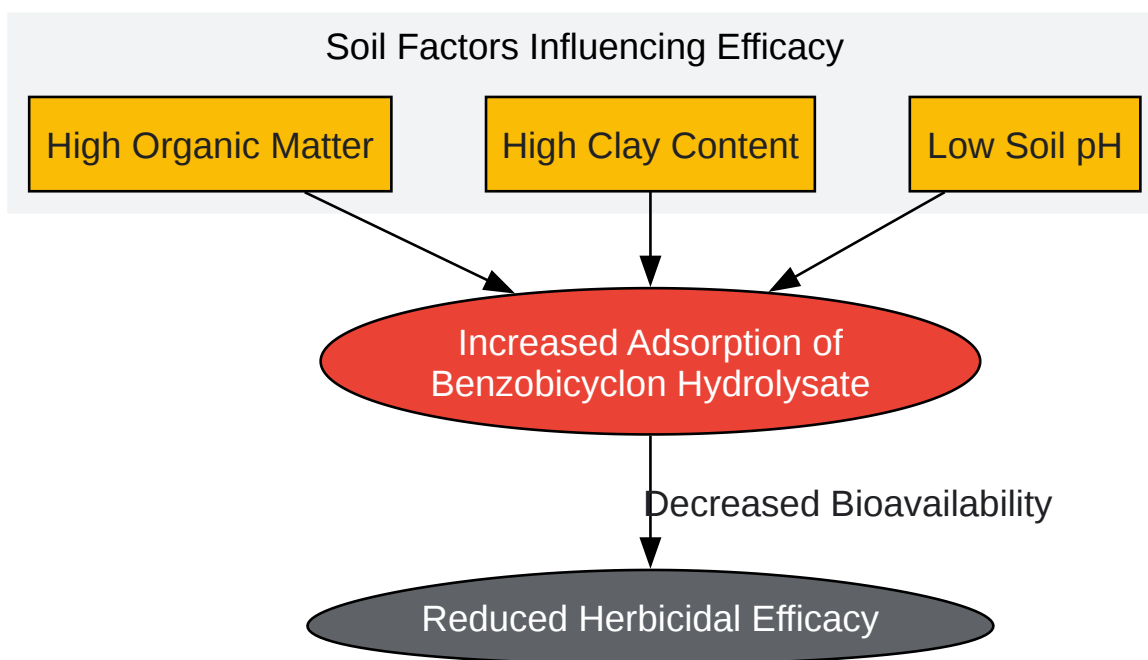 Soil Factors Influencing Efficacy
High Organic Matter
High Clay Content
Low Soil pH
Increased Adsorption of
Benzobicyclon Hydrolysate
Decreased Bioavailability
Reduced Herbicidal Efficacy